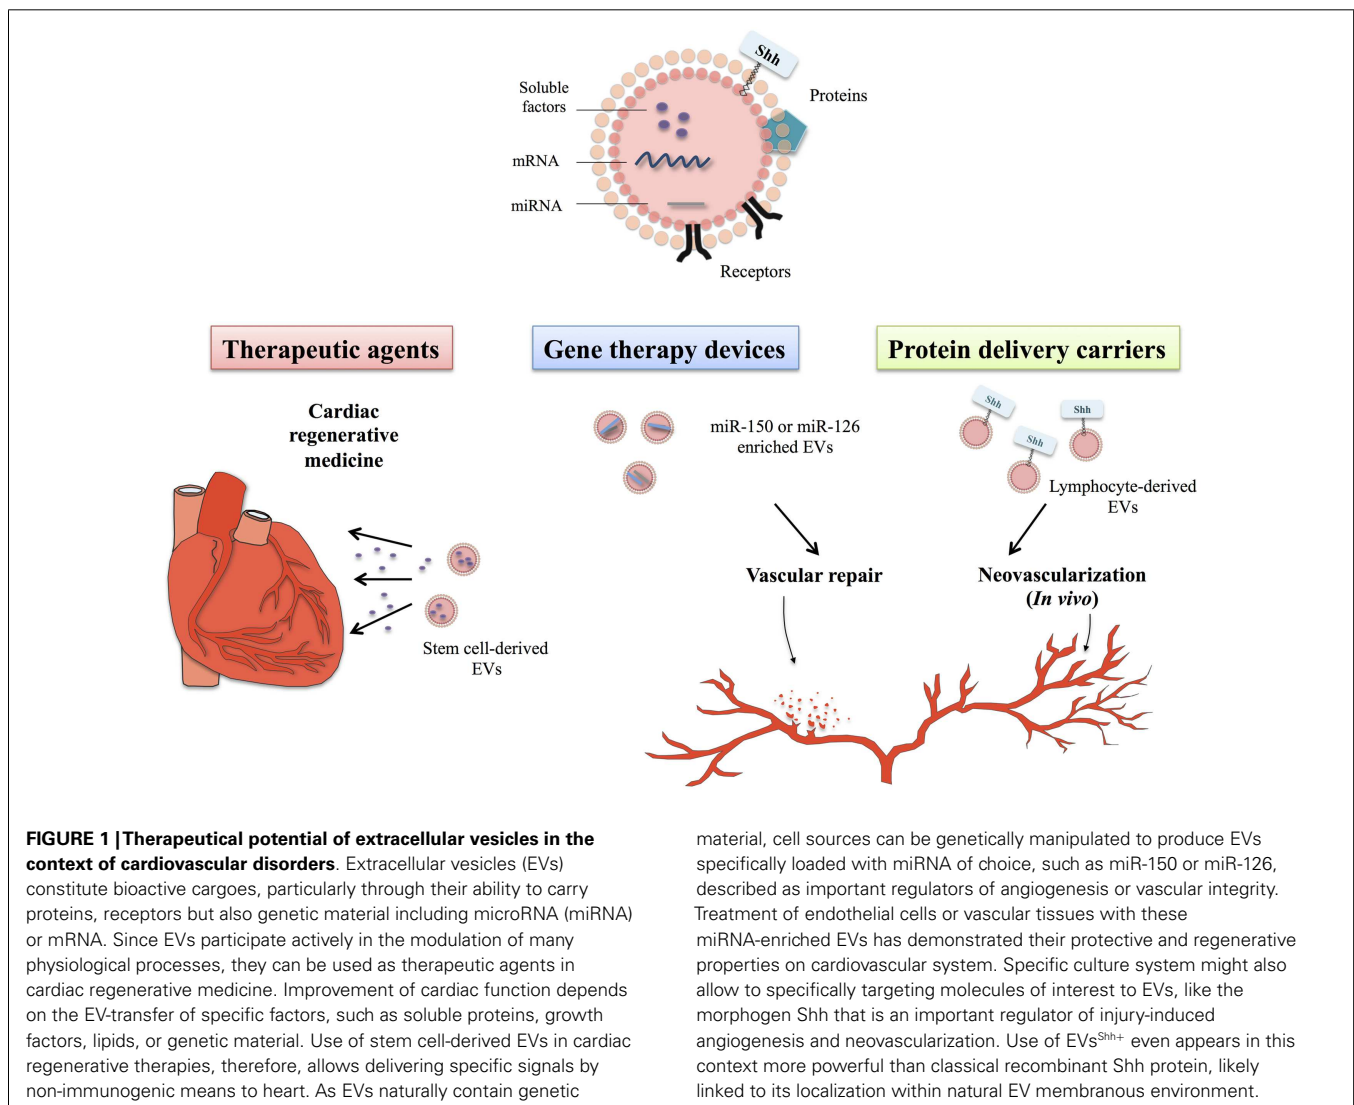 Shh
Soluble
factors
Proteins
mRNA
miRNA
Receptors
Therapeutic agents
Gene therapy devices
Protein delivery carriers
Cardiac
regenerative
medicine
Stem cell-derived
EVs
miR-150 or miR-126
enriched EVs
Vascular repair
Shh
Shh
Shh
Lymphocyte-derived
EVs
Neovascularization
(In vivo)
FIGURE 1 | Therapeutical potential of extracellular vesicles in the
context of cardiovascular disorders. Extracellular vesicles (EVs)
constitute bioactive cargoes, particularly through their ability to carry
proteins, receptors but also genetic material including microRNA (miRNA)
or mRNA. Since EVs participate actively in the modulation of many
physiological processes, they can be used as therapeutic agents in
cardiac regenerative medicine. Improvement of cardiac function depends
on the EV-transfer of specific factors, such as soluble proteins, growth
factors, lipids, or genetic material. Use of stem cell-derived EVs in cardiac
regenerative therapies, therefore, allows delivering specific signals by
non-immunogenic means to heart. As EVs naturally contain genetic
material, cell sources can be genetically manipulated to produce EVs
specifically loaded with miRNA of choice, such as miR-150 or miR-126,
described as important regulators of angiogenesis or vascular integrity.
Treatment of endothelial cells or vascular tissues with these
miRNA-enriched EVs has demonstrated their protective and regenerative
properties on cardiovascular system. Specific culture system might also
allow to specifically targeting molecules of interest to EVs, like the
morphogen Shh that is an important regulator of injury-induced
angiogenesis and neovascularization. Use of EVsShh+ even appears in this
context more powerful than classical recombinant Shh protein, likely
linked to its localization within natural EV membranous environment.